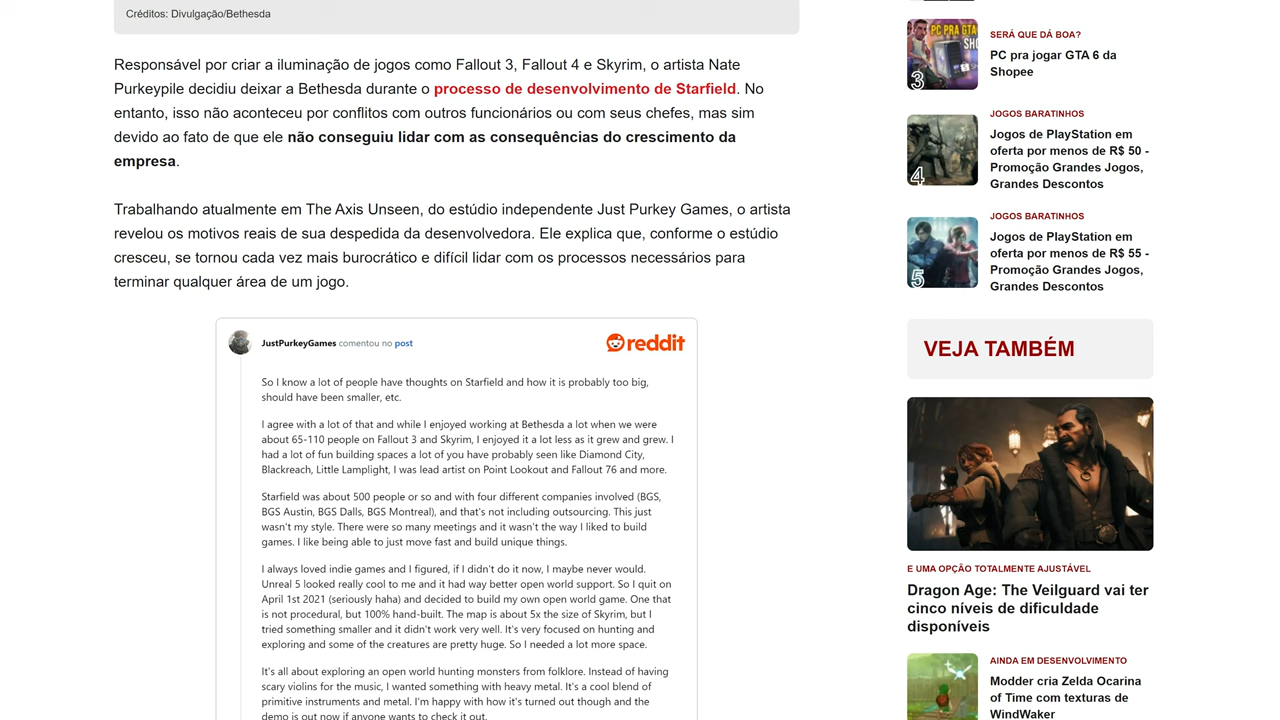 Créditos: Divulgação/Bethesda
Responsável por criar a iluminação de jogos como Fallout 3, Fallout 4 e Skyrim, o artista Nate
Purkeypile decidiu deixar a Bethesda durante o processo de desenvolvimento de Starfield. No
entanto, isso não aconteceu por conflitos com outros funcionários ou com seus chefes, mas sim
devido ao fato de que ele não conseguiu lidar com as consequências do crescimento da
empresa.
Trabalhando atualmente em The Axis Unseen, do estúdio independente Just Purkey Games, o artista
revelou os motivos reais de sua despedida da desenvolvedora. Ele explica que, conforme o estúdio
cresceu, se tornou cada vez mais burocrático e difícil lidar com os processos necessários para
terminar qualquer área de um jogo.
JustPurkeyGames comentou no post
reddit
So I know a lot of people have thoughts on Starfield and how it is probably too big,
should have been smaller, etc.
I agree with a lot of that and while I enjoyed working at Bethesda a lot when we were
about 65-110 people on Fallout 3 and Skyrim, I enjoyed it a lot less as it grew and grew. I
had a lot of fun building spaces a lot of you have probably seen like Diamond City,
Blackreach, Little Lamplight, I was lead artist on Point Lookout and Fallout 76 and more.
Starfield was about 500 people or so and with four different companies involved (BGS,
BGS Austin, BGS Dalls, BGS Montreal), and that's not including outsourcing. This just
wasn't my style. There were so many meetings and it wasn't the way I liked to build
games. I like being able to just move fast and build unique things.
I always loved indie games and I figured, if I didn't do it now, I maybe never would.
Unreal 5 looked really cool to me and it had way better open world support. So I quit on
April 1st 2021 (seriously haha) and decided to build my own open world game. One that
is not procedural, but 100% hand-built. The map is about 5x the size of Skyrim, but I
tried something smaller and it didn't work very well. It's very focused on hunting and
exploring and some of the creatures are pretty huge. So I needed a lot more space.
It's all about exploring an open world hunting monsters from folklore. Instead of having
scary violins for the music, I wanted something with heavy metal. It's a cool blend of
primitive instruments and metal. I'm happy with how it's turned out though and the
demo is out now if anyone wants to check it out.
PC PRA GTA
3
SERÁ QUE DÁ BOA?
PC pra jogar GTA 6 da
Shopee
4
JOGOS BARATINHOS
Jogos de PlayStation em
oferta por menos de R$ 50 -
Promoção Grandes Jogos,
Grandes Descontos
5
JOGOS BARATINHOS
Jogos de PlayStation em
oferta por menos de R$ 55 -
Promoção Grandes Jogos,
Grandes Descontos
VEJA TAMBÉM
E UMA OPÇÃO TOTALMENTE AJUSTÁVEL
Dragon Age: The Veilguard vai ter
cinco níveis de dificuldade
disponíveis
AINDA EM DESENVOLVIMENTO
Modder cria Zelda Ocarina
of Time com texturas de
WindWaker